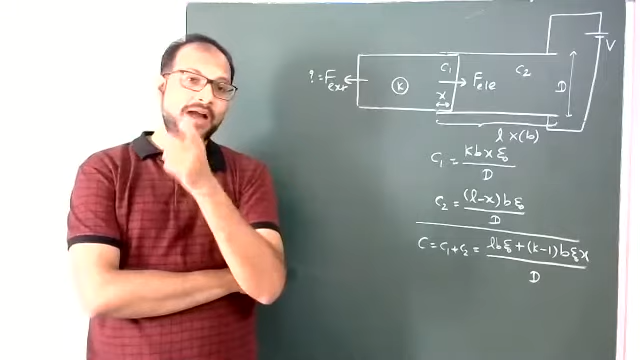 ? = F_ext ← K C₁ → F_ele C₂ D V
x
l × (b)
C₁ = kbxε₀ / D
C₂ = (l-x)bε₀ / D
C = C₁+C₂ = lbε₀ + (k-1)bε₀x / D